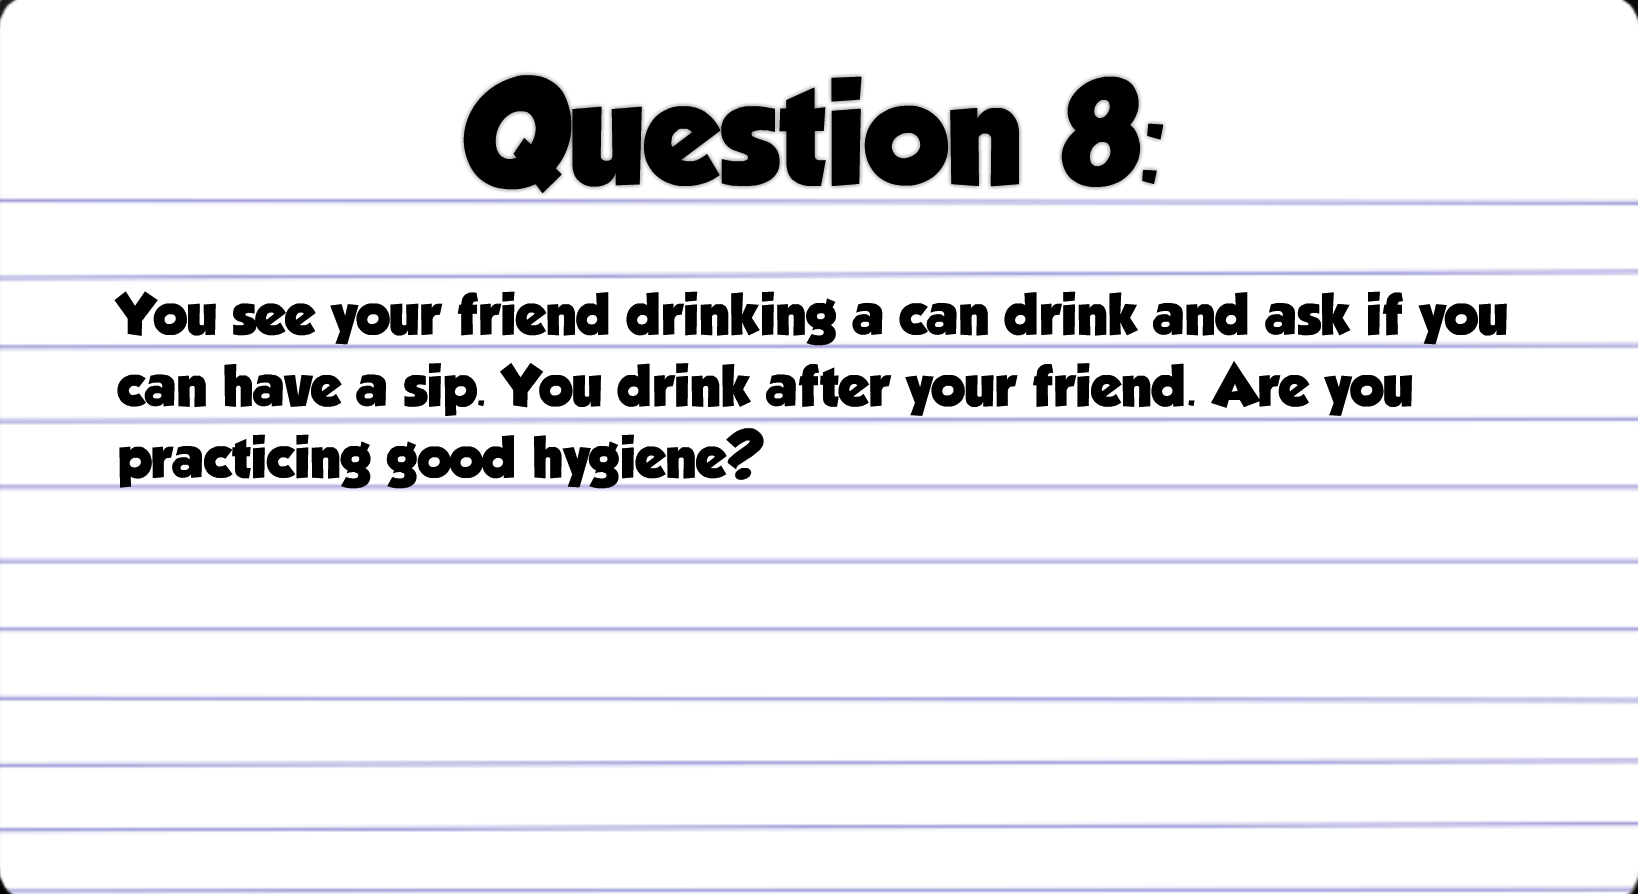 Question 8:
You see your friend drinking a can drink and ask if you
can have a sip. You drink after your friend. Are you
practicing good hygiene?